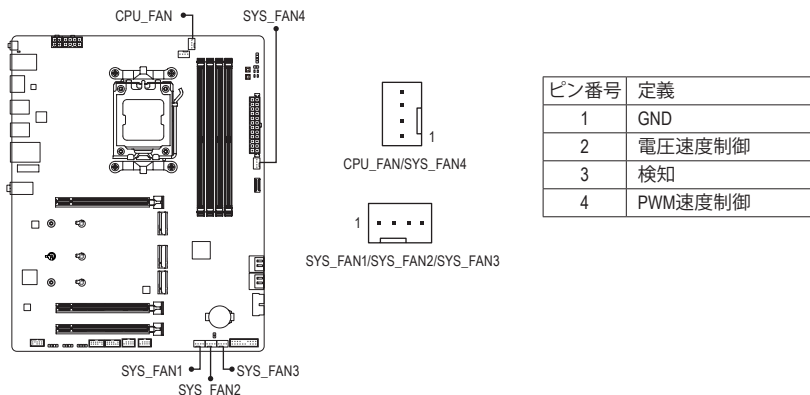 CPU_FAN
SYS_FAN4
1
CPU_FAN/SYS_FAN4
1
SYS_FAN1/SYS_FAN2/SYS_FAN3
SYS_FAN1
SYS_FAN3
SYS_FAN2
ピン番号 定義
1 GND
2 電圧速度制御
3 検知
4 PWM速度制御